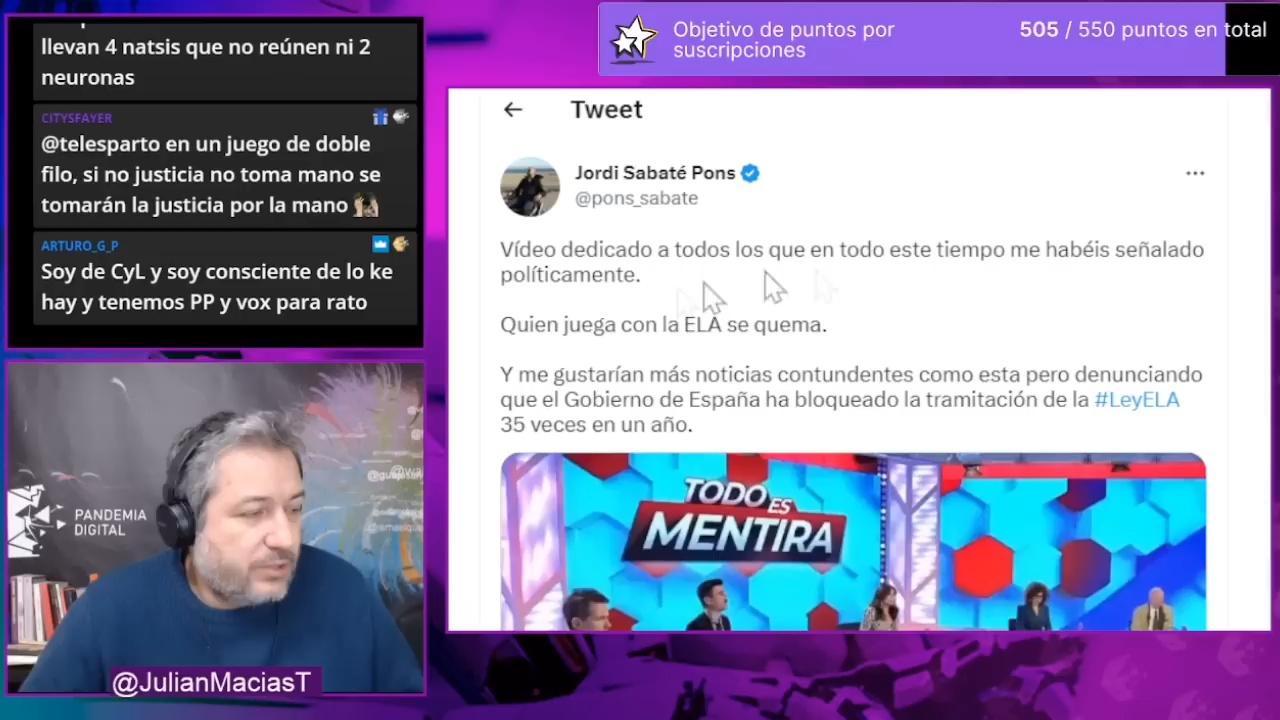 llevan 4 natsis que no reúnen ni 2
neuronas
CITYSFAYER
@telesparto en un juego de doble
filo, si no justicia no toma mano se
tomarán la justicia por la mano
ARTURO_G_P
Soy de CyL y soy consciente de lo ke
hay y tenemos PP y vox para rato
PANDEMIA
DIGITAL
@JulianMaciasT
Objetivo de puntos por
suscripciones
505 / 550 puntos en total
Tweet
Jordi Sabaté Pons
@pons_sabate
Vídeo dedicado a todos los que en todo este tiempo me habéis señalado
políticamente.
Quien juega con la ELA se quema.
Y me gustarían más noticias contundentes como esta pero denunciando
que el Gobierno de España ha bloqueado la tramitación de la #LeyELA
35 veces en un año.
TODO ES
MENTIRA